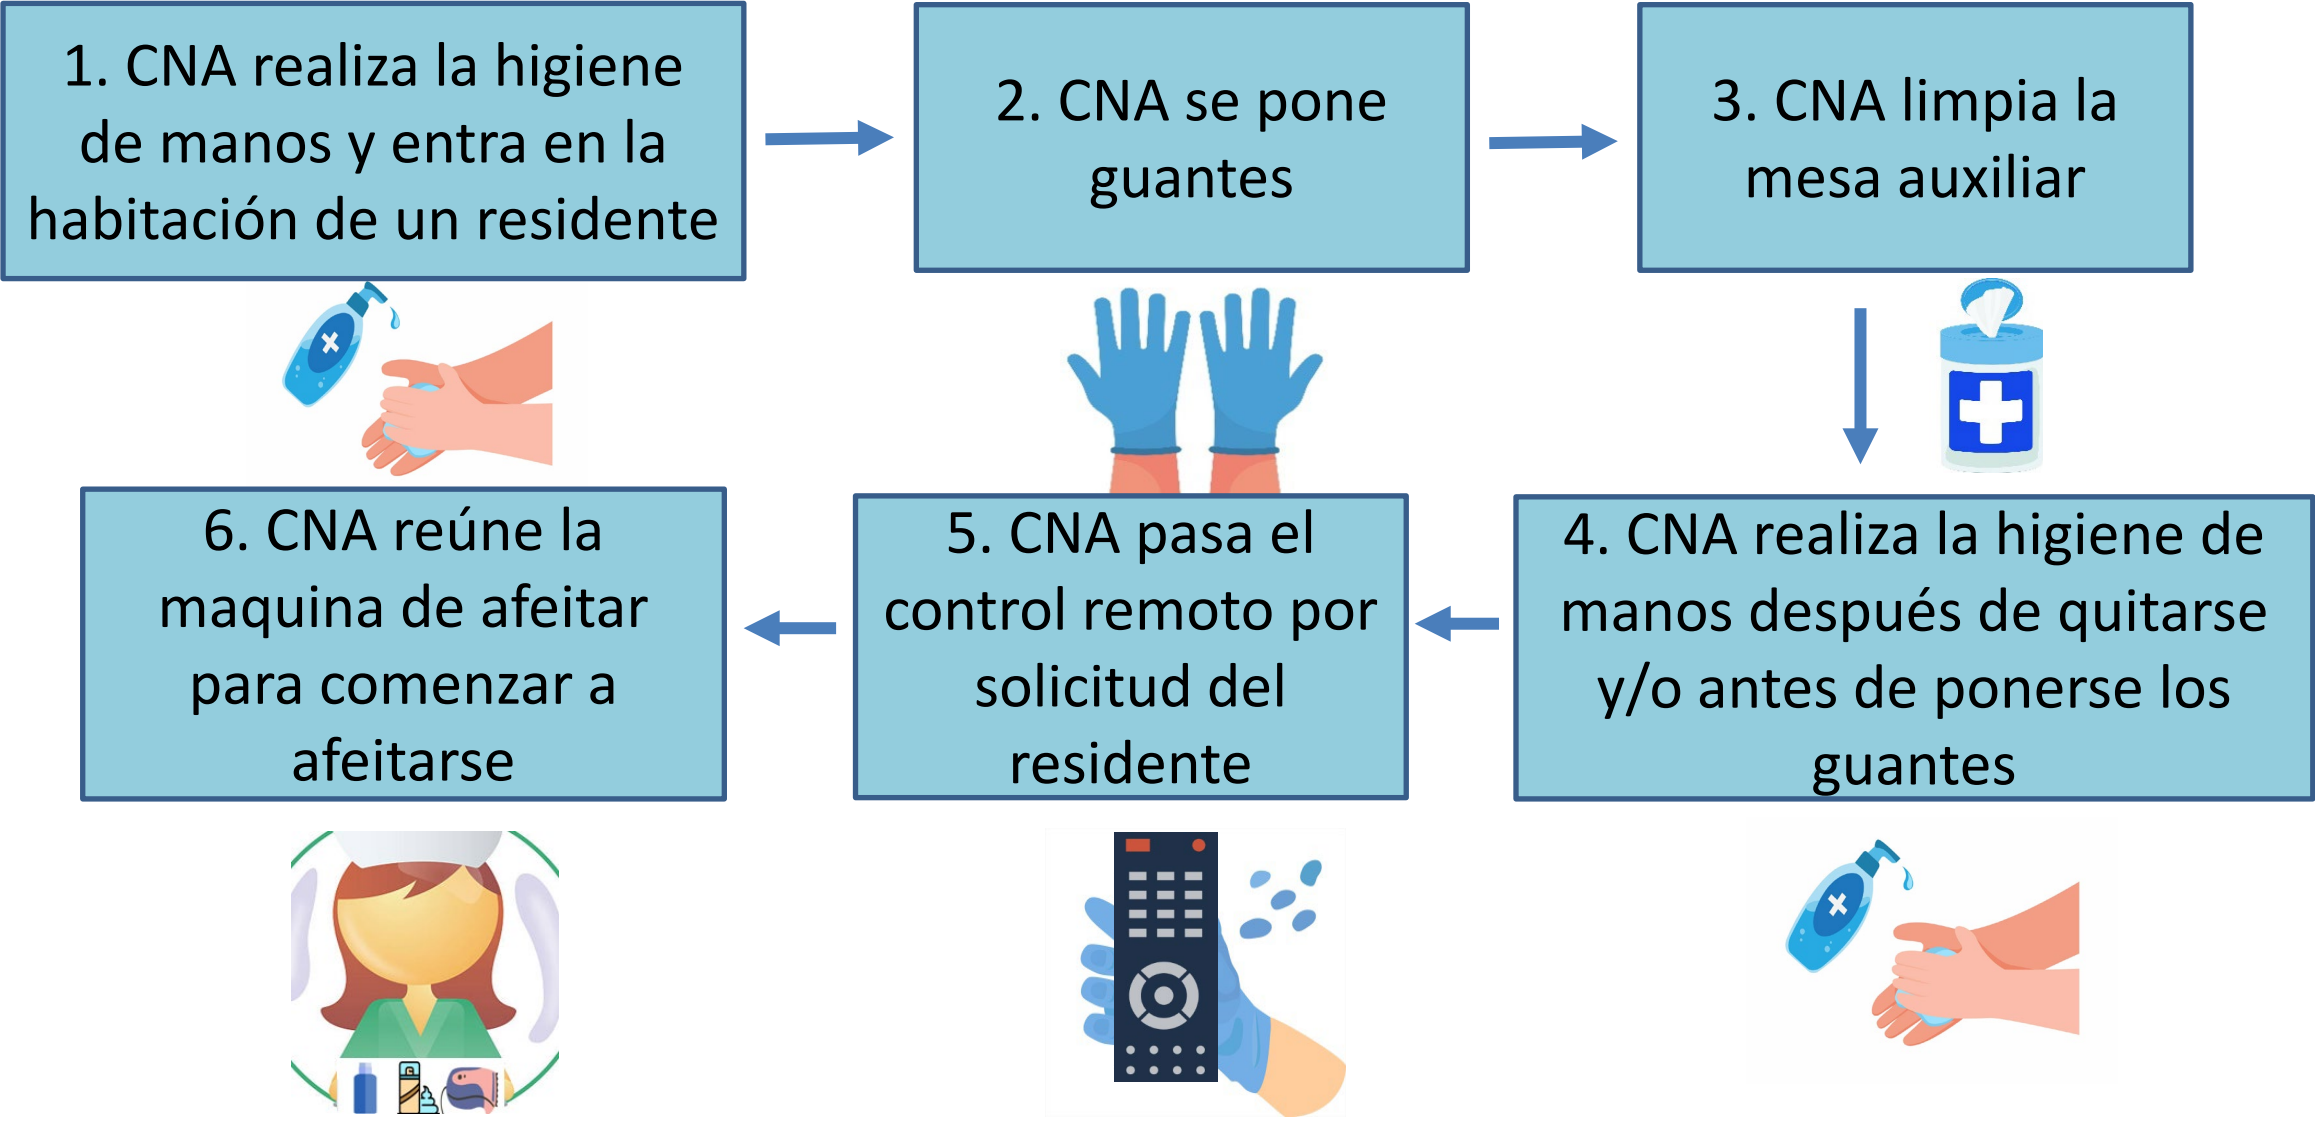 1. CNA realiza la higiene
de manos y entra en la
habitación de un residente
2. CNA se pone
guantes
3. CNA limpia la
mesa auxiliar
4. CNA realiza la higiene de
manos después de quitarse
y/o antes de ponerse los
guantes
5. CNA pasa el
control remoto por
solicitud del
residente
6. CNA reúne la
maquina de afeitar
para comenzar a
afeitarse